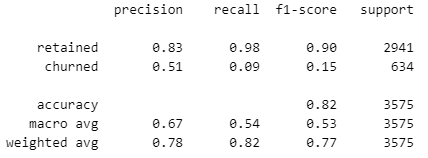 precision recall f1-score support
retained 0.83 0.98 0.90 2941
churned 0.51 0.09 0.15 634
accuracy 0.82 3575
macro avg 0.67 0.54 0.53 3575
weighted avg 0.78 0.82 0.77 3575